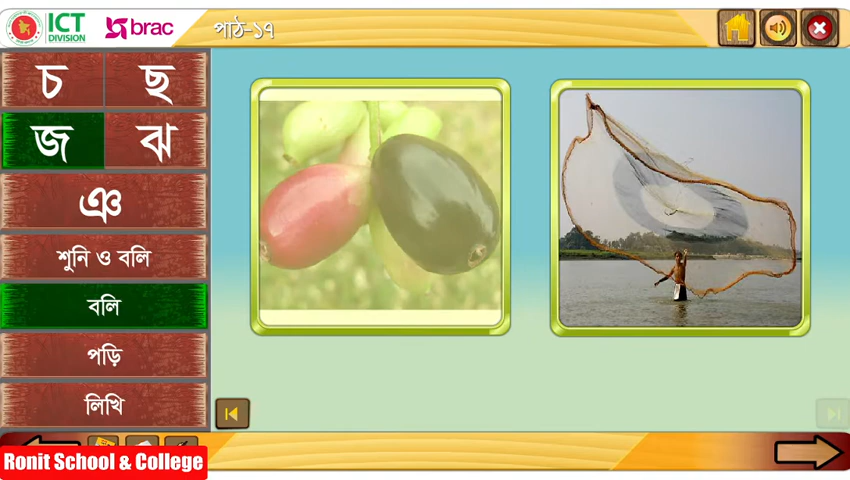 ICT
DIVISION
brac
পাঠ-১৭
চ
ছ
জ
ঝ
ঞ
শুনি ও বলি
বলি
পড়ি
লিখি
Ronit School & College